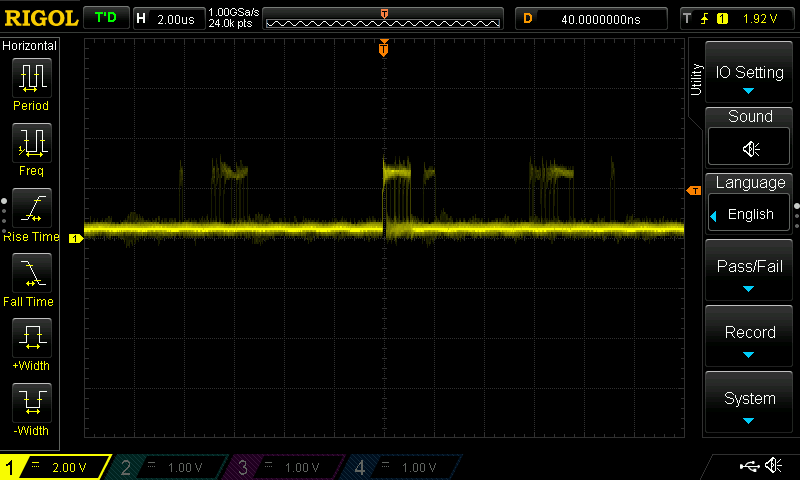 RIGOL T'D H 2.00us 1.00GSa/s 24.0k pts T D 40.0000000ns T 1 1.92 V
Horizontal
Period
Freq
Rise Time
Fall Time
+Width
-Width
T
T
1
Utility
IO Setting
Sound
Language
English
Pass/Fail
Record
System
1 2.00 V 2 1.00 V 3 1.00 V 4 1.00 V